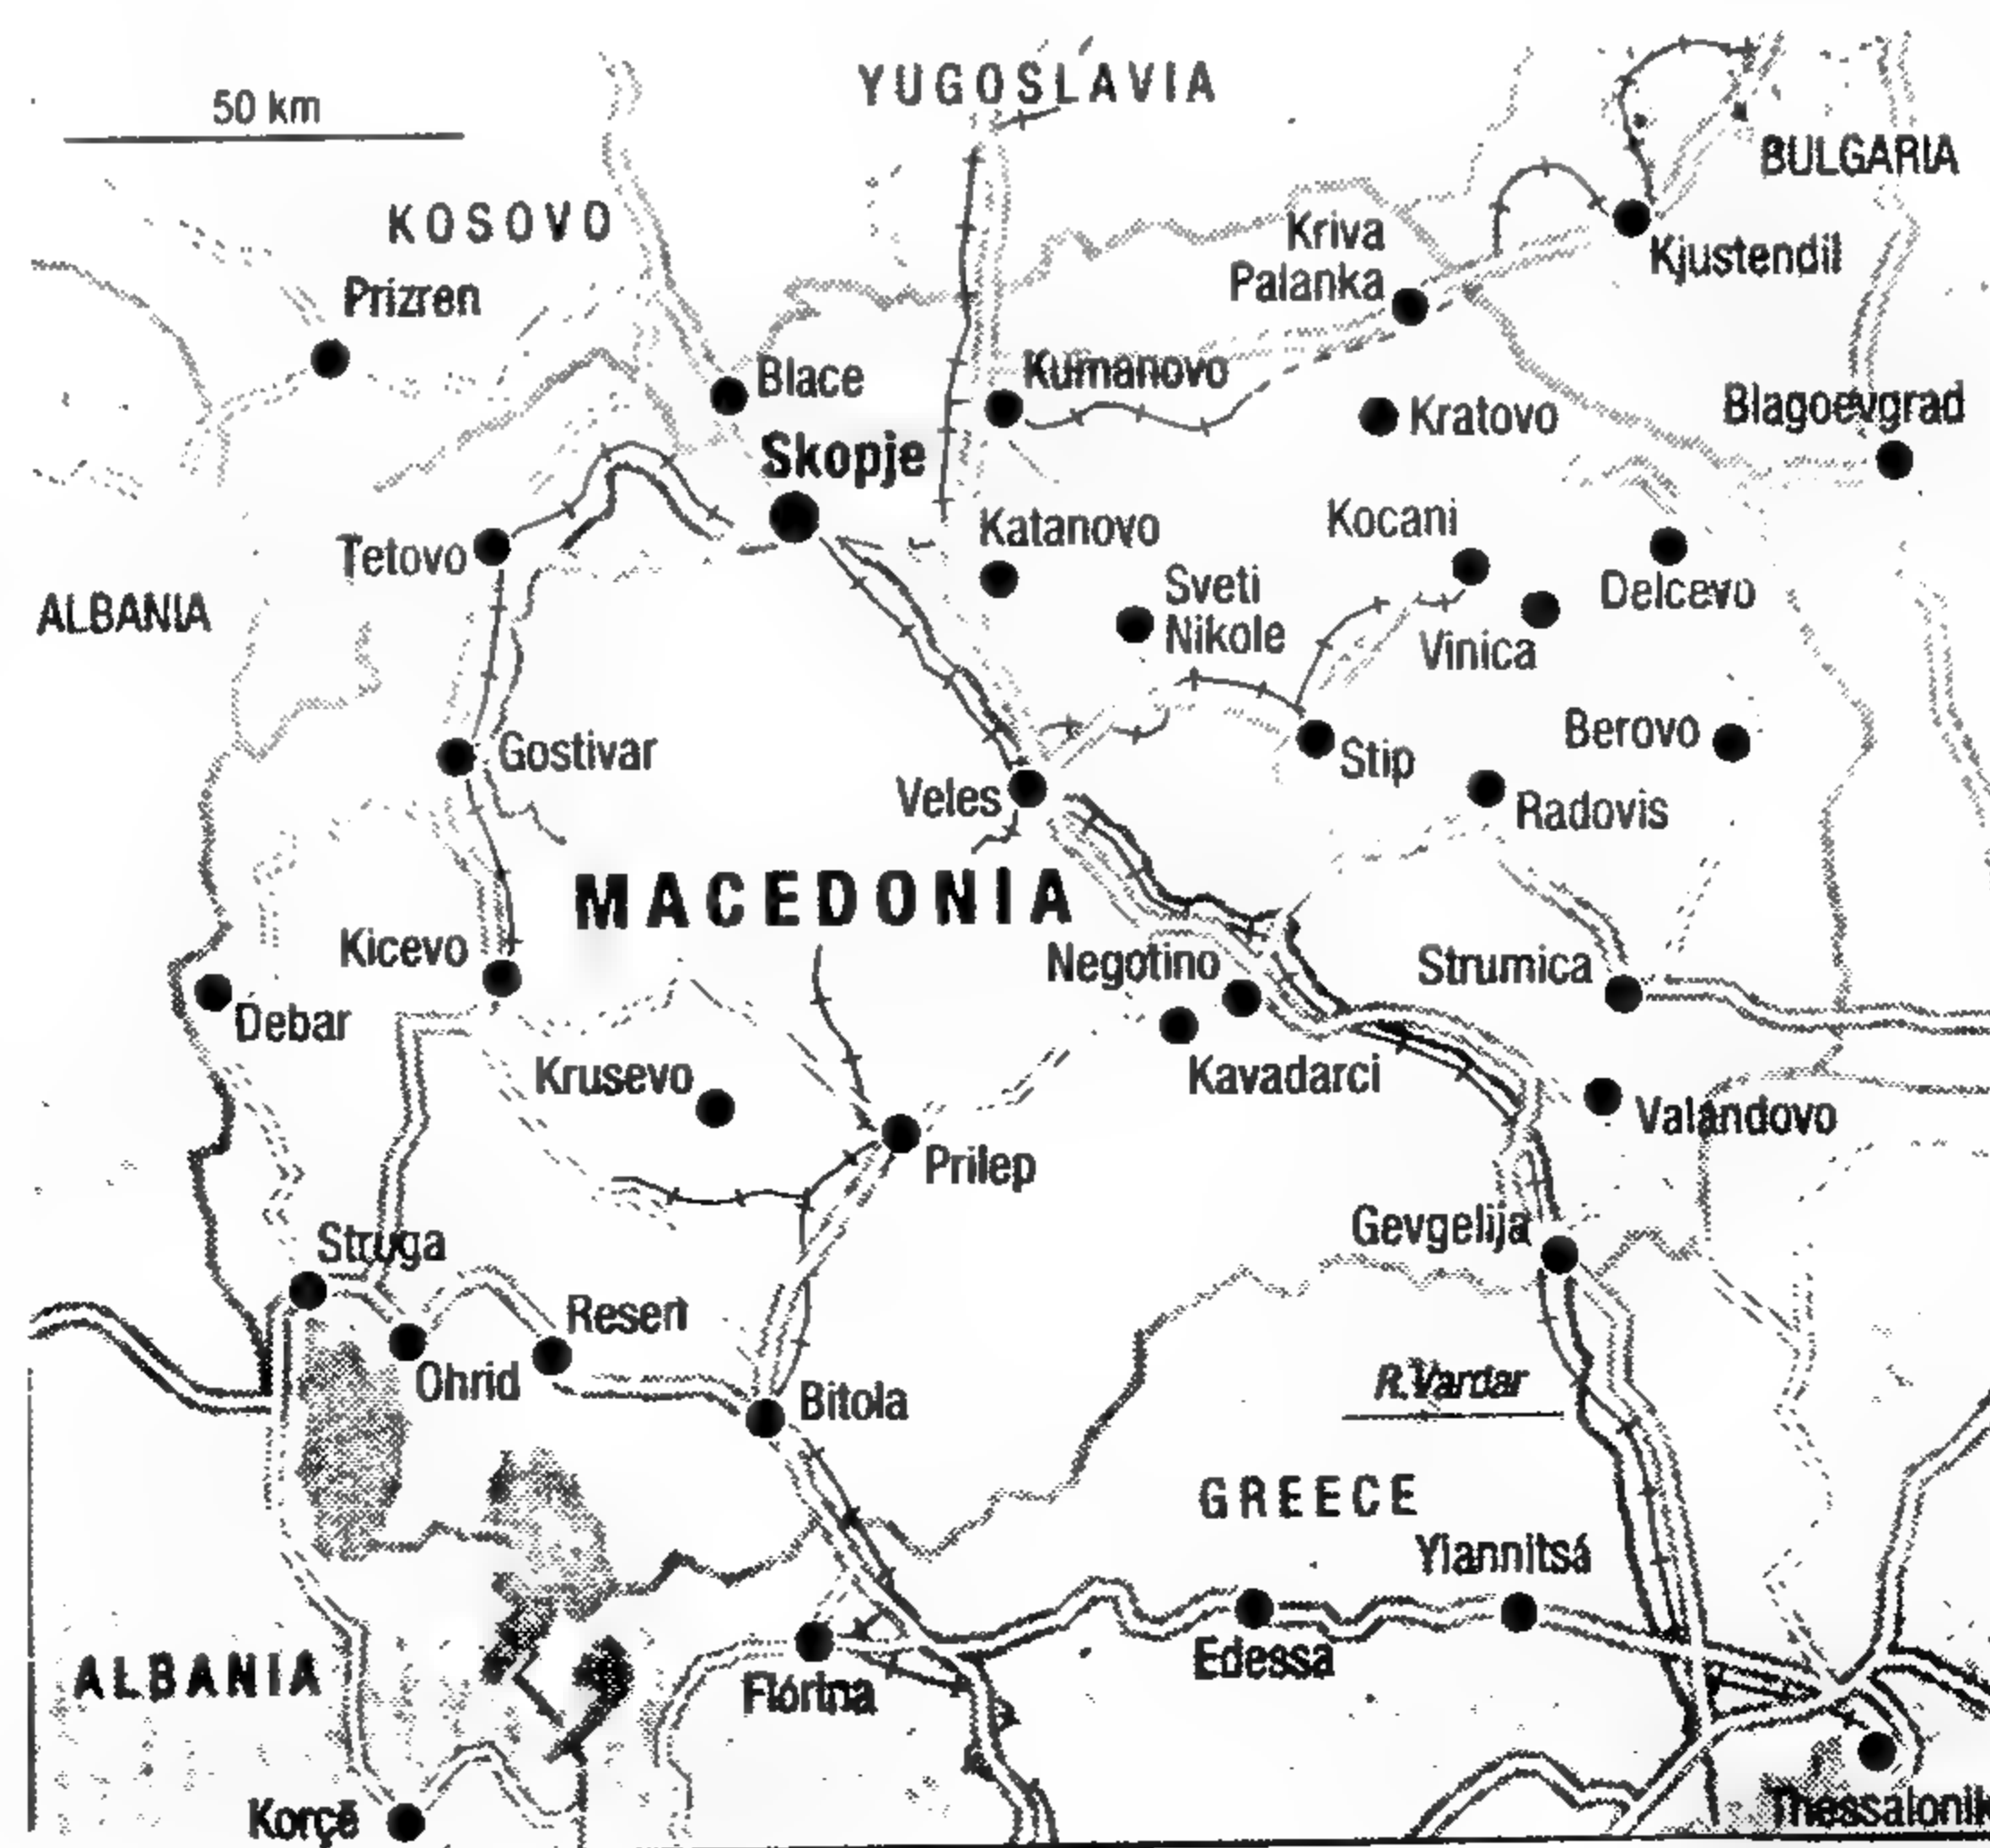 YUGOSLAVIA
50 km
BULGARIA
KOSOVO
Kriva
Palanka
Kjustendil
Prizren
Blace
Kumanovo
Kratovo
Blagoevgrad
Skopje
Katanovo
Kocani
Tetovo
Sveti
Nikole
Delcevo
ALBANIA
Vinica
Gostivar
Berovo
Stip
Veles
Radovis
MACEDONIA
Kicevo
Negotino
Strumica
Debar
Krusevo
Kavadarci
Valandovo
Prilep
Struga
Gevgelija
Resen
Ohrid
R.Vardar
Bitola
GREECE
Yiannitsá
Edessa
ALBANIA
Flórina
Korçë
Thessalonik